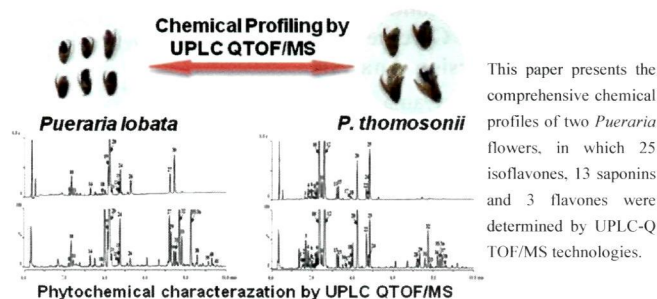 Chemical Profiling by
UPLC QTOF/MS
Pueraria lobata
P. thomosonii
Phytochemical characterazation by UPLC QTOF/MS
This paper presents the
comprehensive chemical
profiles of two Pueraria
flowers, in which 25
isoflavones, 13 saponins
and 3 flavones were
determined by UPLC-Q
TOF/MS technologies.